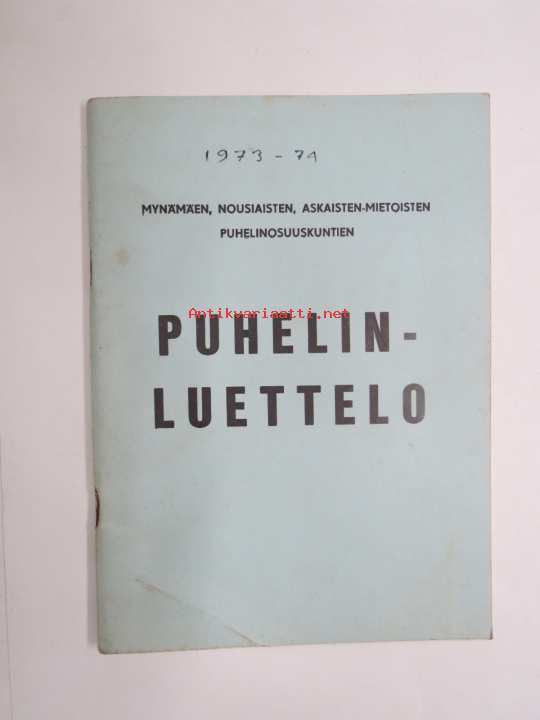 1973-74
MYNÄMÄEN, NOUSIAISTEN, ASKAISTEN-MIETOISTEN
PUHELINOSUUSKUNTIEN
Antikvariaatti.net
PUHELIN-
LUETTELO